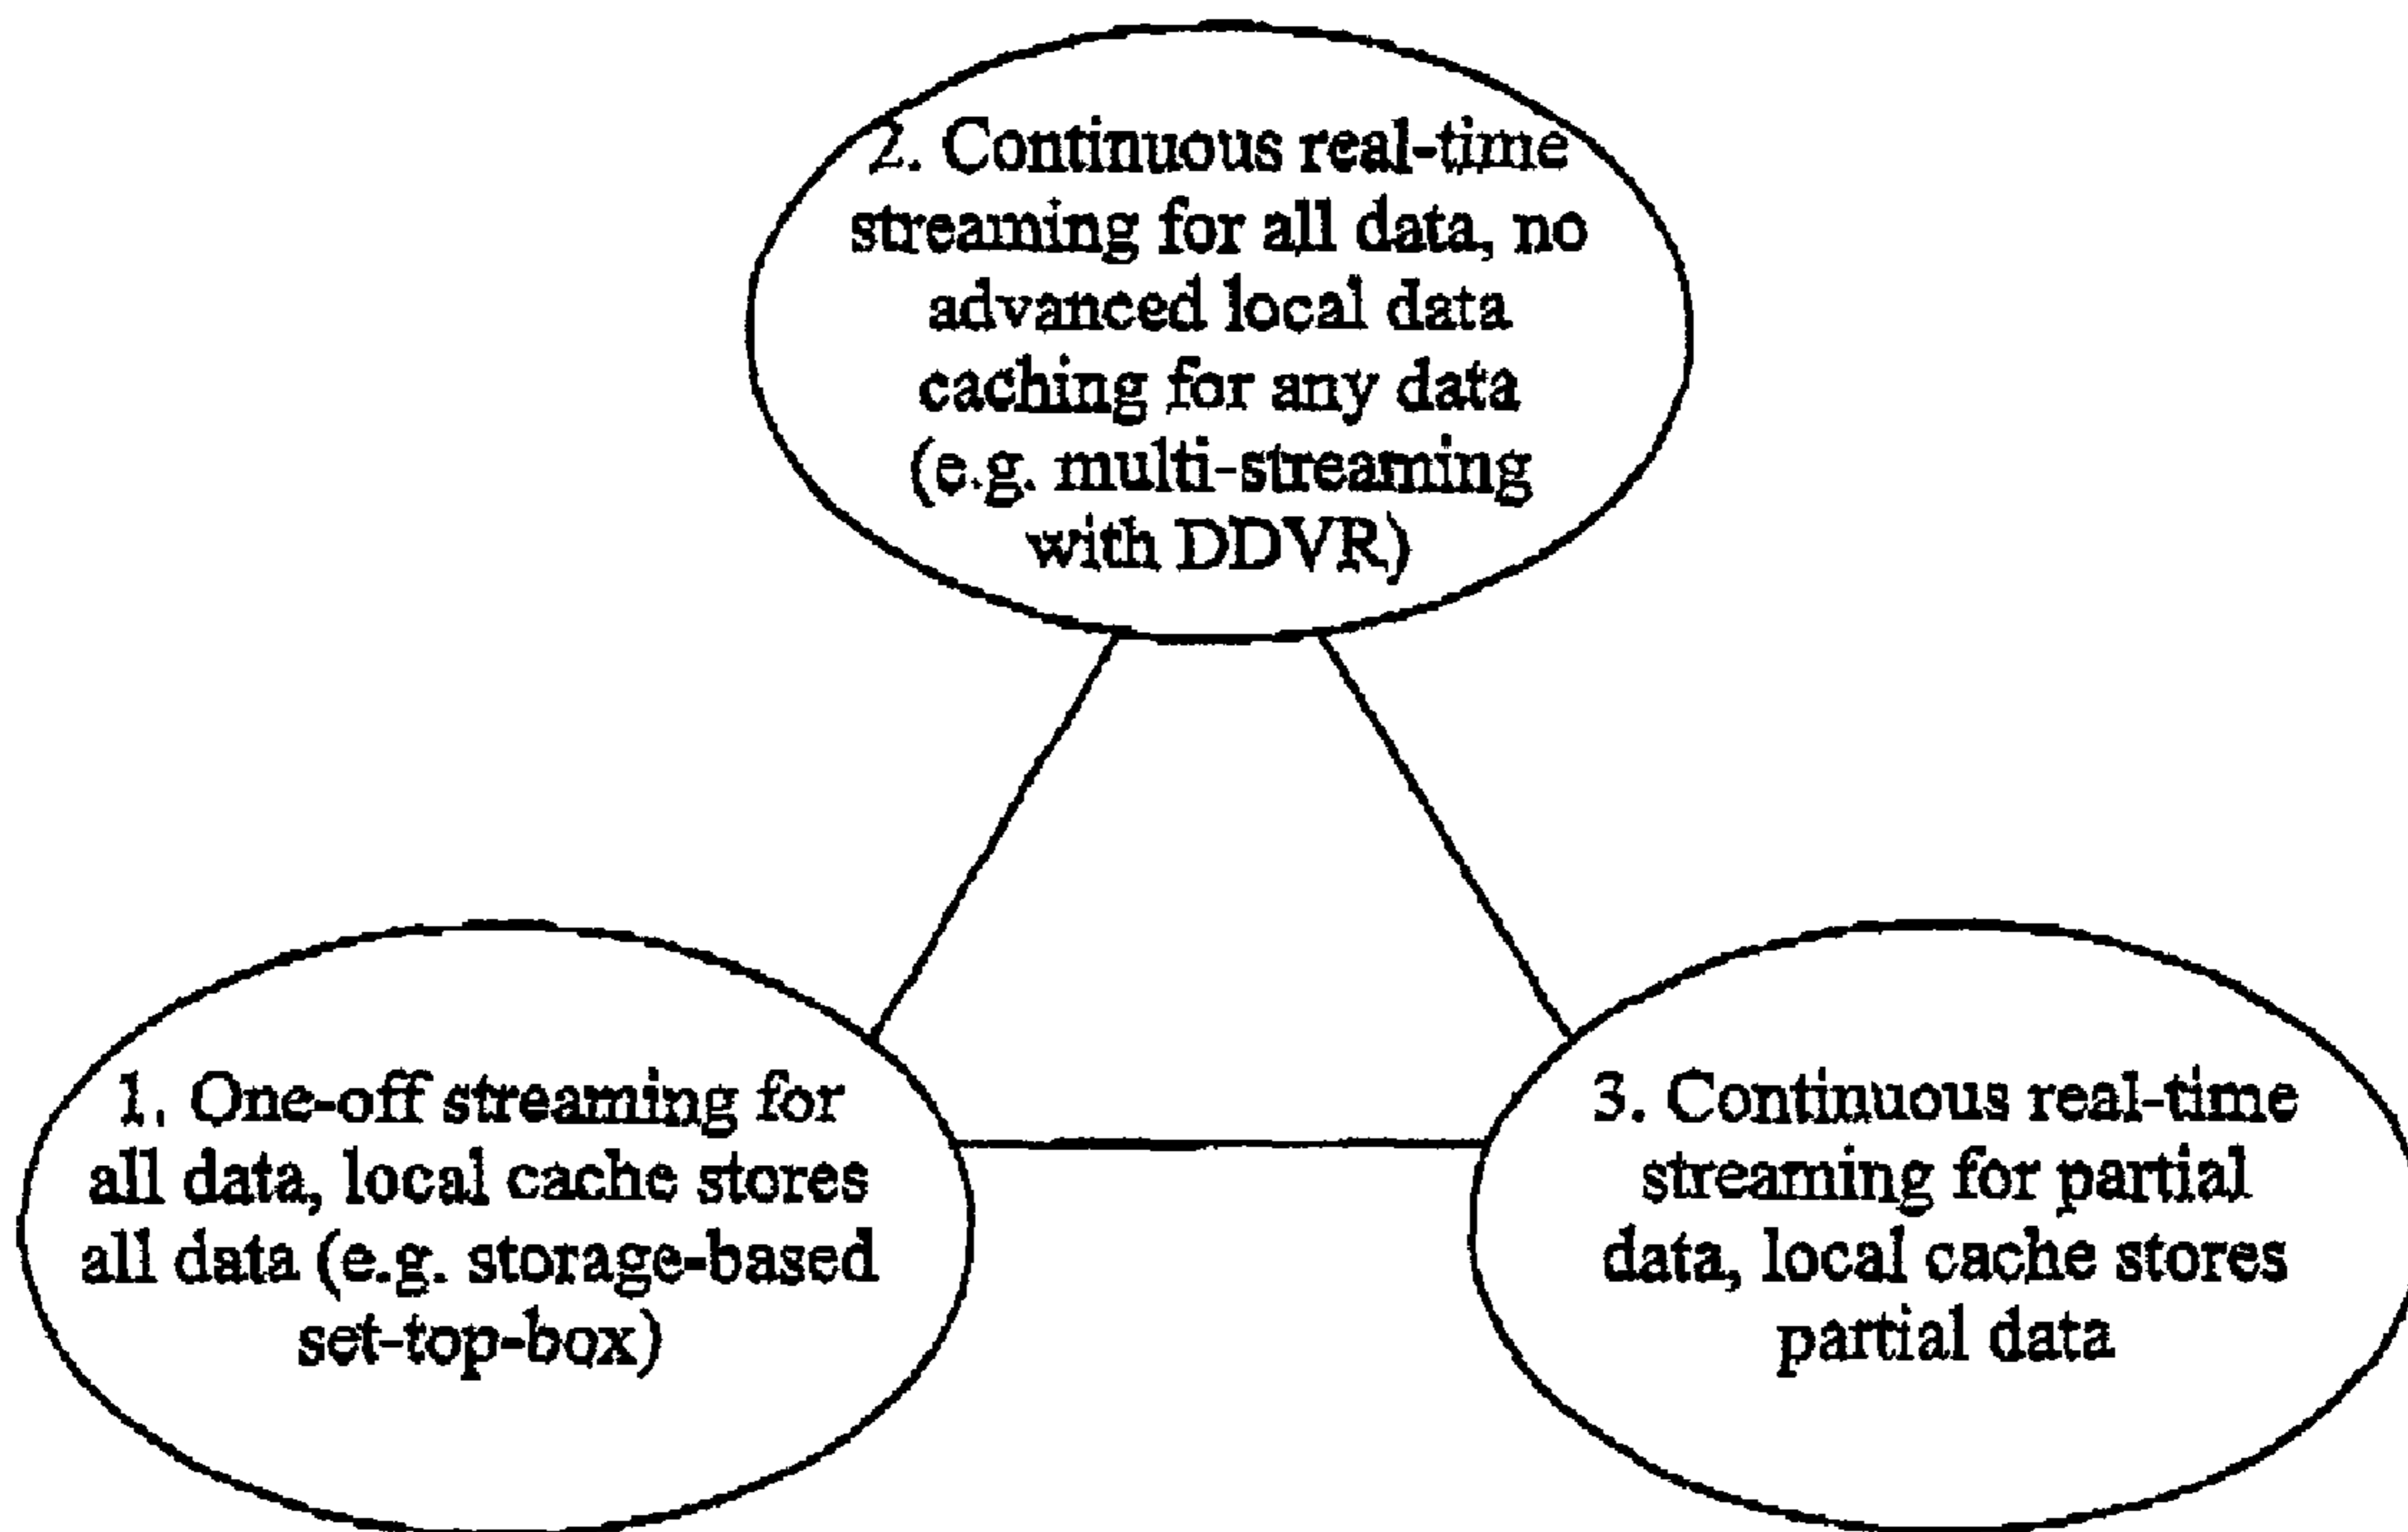 2. Continuous real-time
streaming for all data, no
advanced local data
caching for any data
(e.g. multi-streaming
with DDVR)
1. One-off streaming for
all data, local cache stores
all data (e.g. storage-based
set-top-box)
3. Continuous real-time
streaming for partial
data, local cache stores
partial data